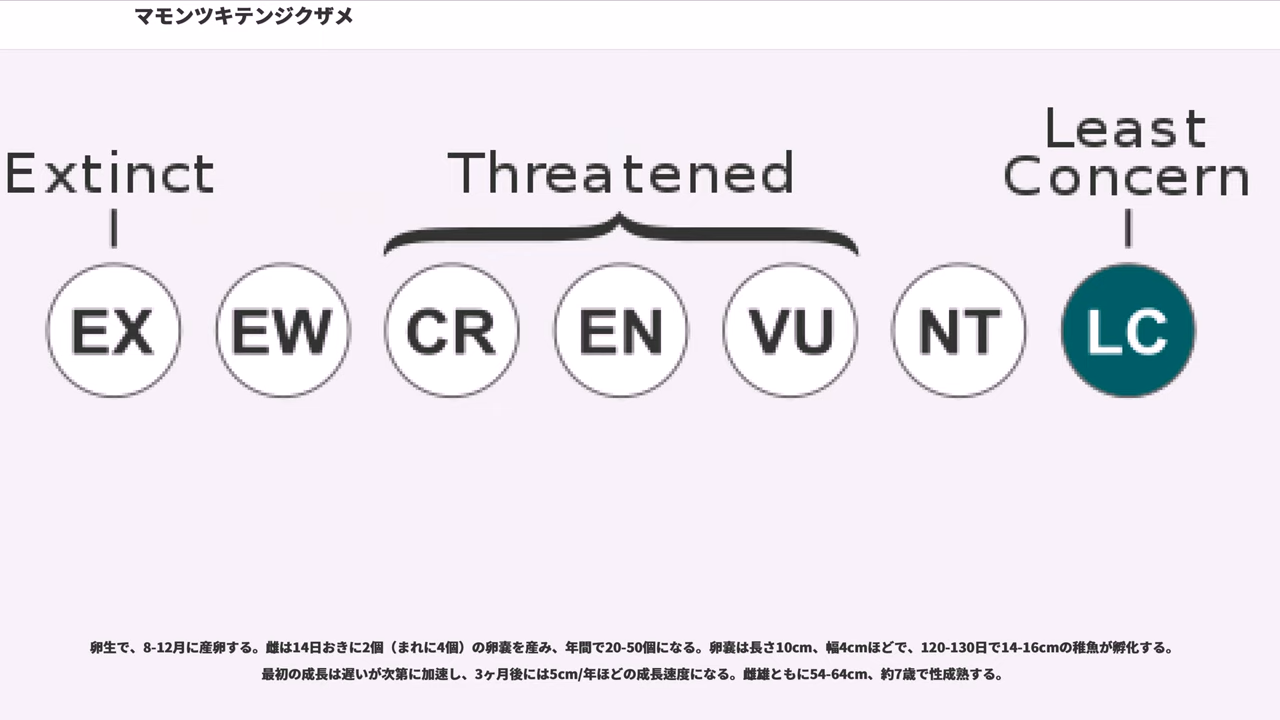 マモンツキテンジクザメ
Extinct
Threatened
Least
Concern
EX EW CR EN VU NT LC
卵生で、8-12月に産卵する。雌は14日おきに2個（まれに4個）の卵嚢を産み、年間で20-50個になる。卵嚢は長さ10cm、幅4cmほどで、120-130日で14-16cmの稚魚が孵化する。
最初の成長は遅いが次第に加速し、3ヶ月後には5cm/年ほどの成長速度になる。雌雄ともに54-64cm、約7歳で性成熟する。